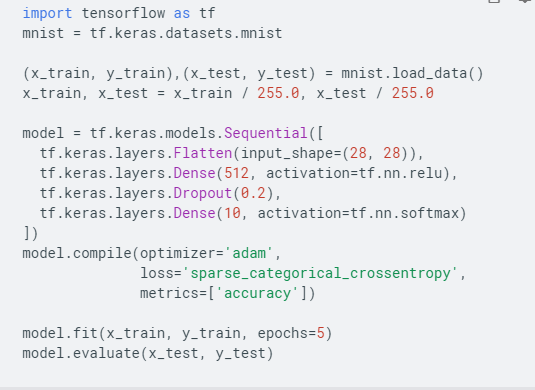 import tensorflow as tf
mnist = tf.keras.datasets.mnist

(x_train, y_train),(x_test, y_test) = mnist.load_data()
x_train, x_test = x_train / 255.0, x_test / 255.0

model = tf.keras.models.Sequential([
  tf.keras.layers.Flatten(input_shape=(28, 28)),
  tf.keras.layers.Dense(512, activation=tf.nn.relu),
  tf.keras.layers.Dropout(0.2),
  tf.keras.layers.Dense(10, activation=tf.nn.softmax)
])
model.compile(optimizer='adam',
              loss='sparse_categorical_crossentropy',
              metrics=['accuracy'])

model.fit(x_train, y_train, epochs=5)
model.evaluate(x_test, y_test)